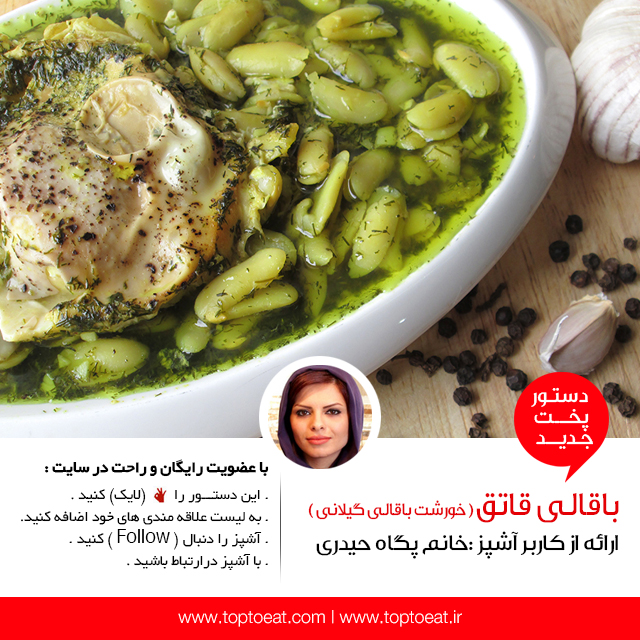 دستور
پخت
جدید
باقالی قاتق ( خورشت باقالی گیلانی )
ارائه از کاربر آشپز :خانم پگاه حیدری
با عضویت رایگان و راحت در سایت :
. این دستور را (لایک) کنید .
. به لیست علاقه مندی های خود اضافه کنید.
. آشپز را دنبال ( Follow ) کنید .
. با آشپز درارتباط باشید .
www.toptoeat.com | www.toptoeat.ir